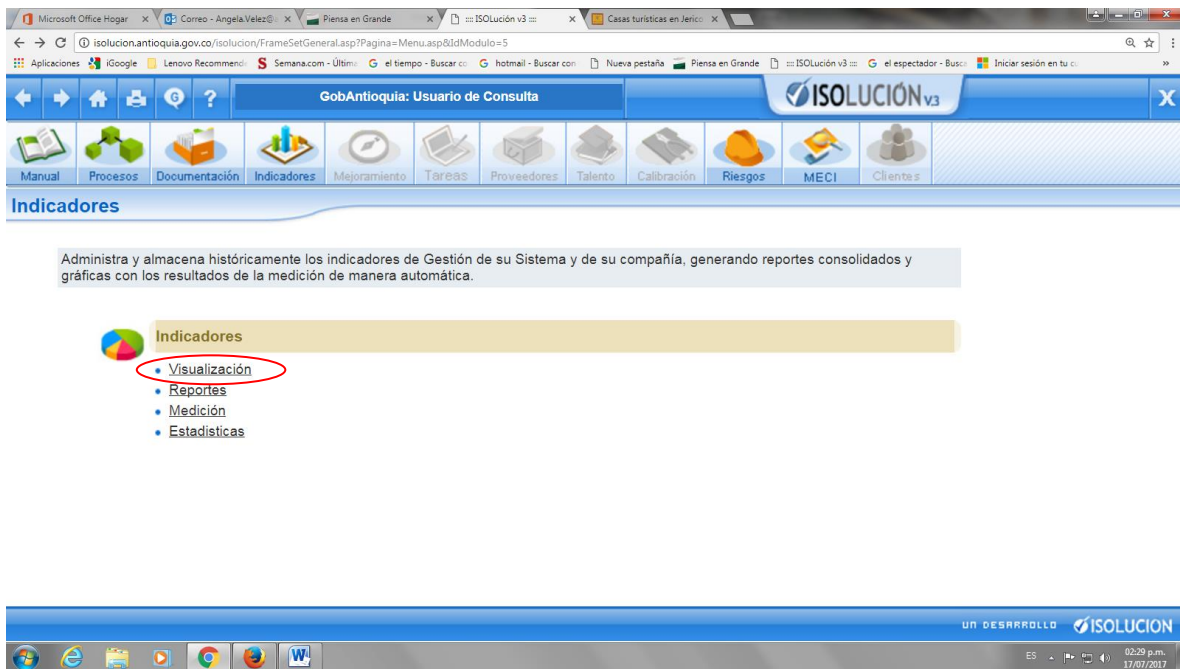 Microsoft Office Hogar
Correo - Angela.Velez@
Piensa en Grande
::: ISOLución v3 :::
Casas turísticas en Jerico
isolucion.antioquia.gov.co/isolucion/FrameSetGeneral.asp?Pagina=Menu.asp&IdModulo=5
Aplicaciones
iGoogle
Lenovo Recommend
Semana.com - Última
el tiempo - Buscar co
hotmail - Buscar con
Nueva pestaña
Piensa en Grande
::: ISOLución v3 :::
el espectador - Busca
Iniciar sesión en tu c
GobAntioquia: Usuario de Consulta
ISOLUCIÓN V3
X
Manual
Procesos
Documentación
Indicadores
Mejoramiento
Tareas
Proveedores
Talento
Calibración
Riesgos
MECI
Clientes
Indicadores
Administra y almacena históricamente los indicadores de Gestión de su Sistema y de su compañía, generando reportes consolidados y
gráficas con los resultados de la medición de manera automática.
Indicadores
Visualización
Reportes
Medición
Estadisticas
UN DESARROLLO ISOLUCION
ES
02:29 p.m.
17/07/2017